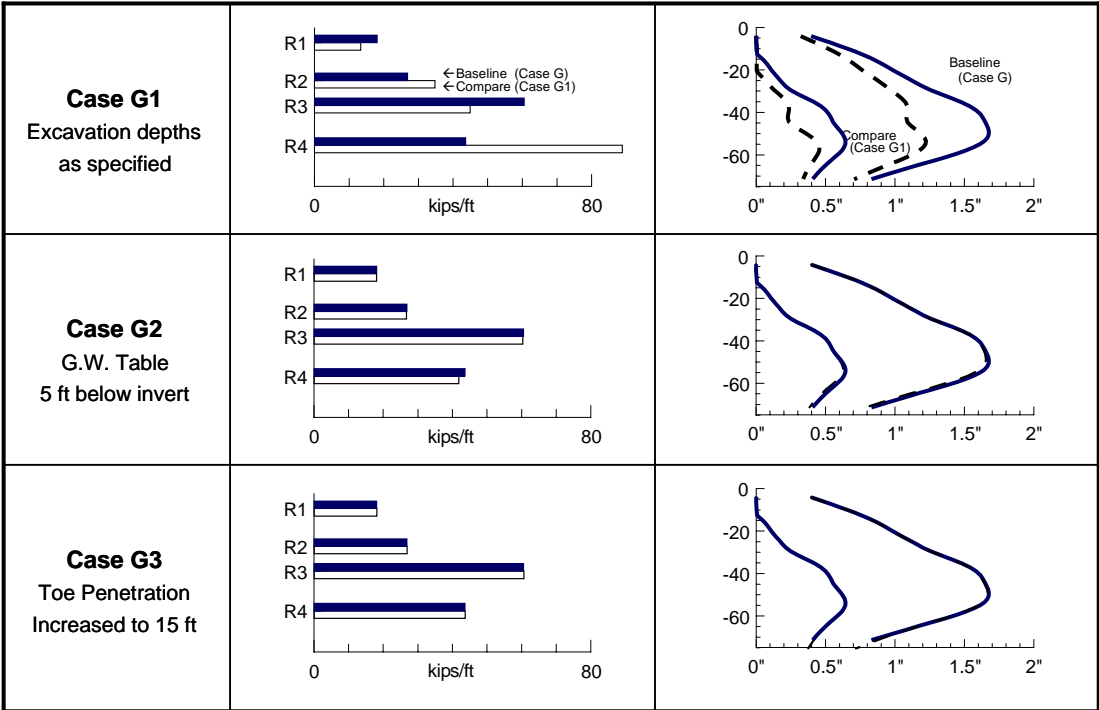 Case G1
Excavation depths
as specified
R1
R2
←Baseline (Case G)
←Compare (Case G1)
R3
R4
0 kips/ft 80
0
-20
-40
-60
Baseline
(Case G)
Compare
(Case G1)
0" 0.5" 1" 1.5" 2"
Case G2
G.W. Table
5 ft below invert
R1
R2
R3
R4
0 kips/ft 80
0
-20
-40
-60
0" 0.5" 1" 1.5" 2"
Case G3
Toe Penetration
Increased to 15 ft
R1
R2
R3
R4
0 kips/ft 80
0
-20
-40
-60
0" 0.5" 1" 1.5" 2"